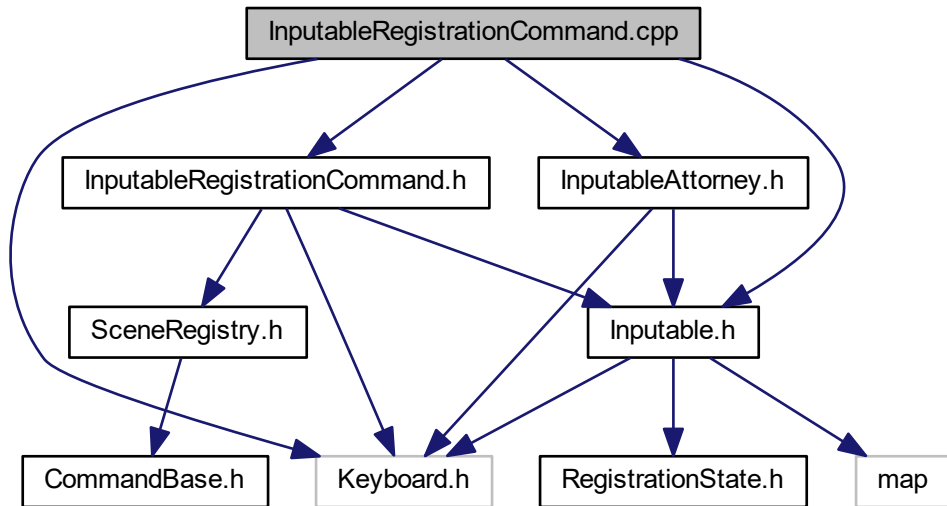 InputableRegistrationCommand.cpp
InputableRegistrationCommand.h
InputableAttorney.h
SceneRegistry.h
Inputable.h
CommandBase.h
Keyboard.h
RegistrationState.h
map